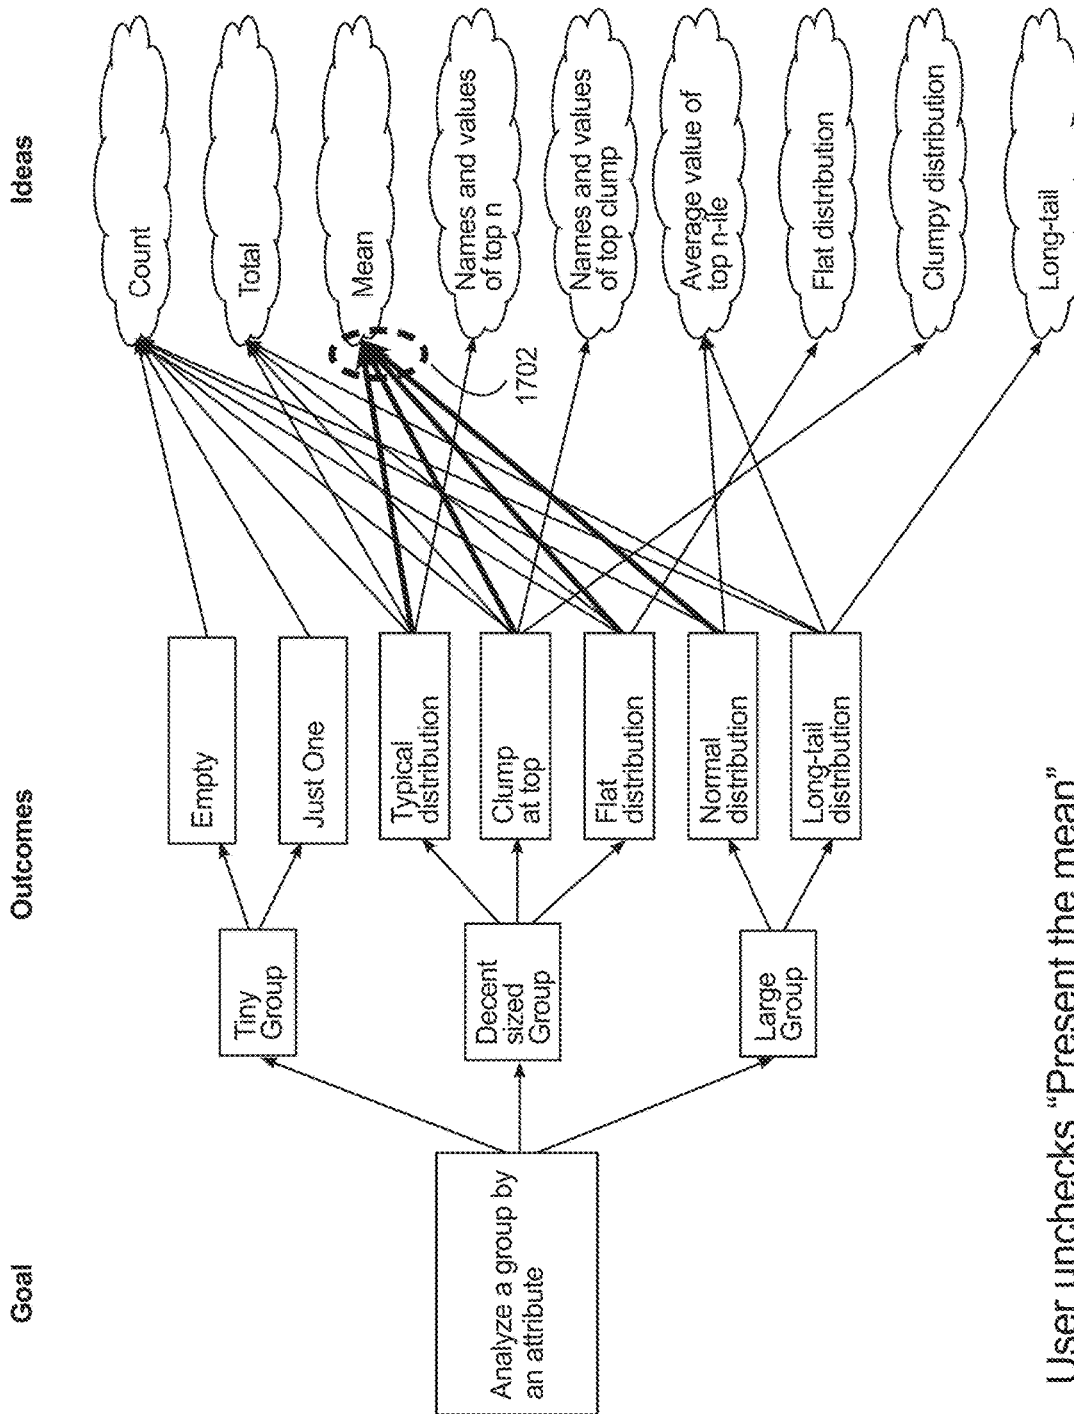 Goal
Outcomes
Ideas
Analyze a group by
an attribute
Tiny
Group
Decent
sized
Group
Large
Group
Empty
Just One
Typical
distribution
Clump
at top
Flat
distribution
Normal
distribution
Long-tail
distribution
Count
Total
Mean
Names and values
of top n
Names and values
of top clump
Average value of
top n-ile
Flat distribution
Clumpy distribution
Long-tail
1702
User unchecks "Present the mean"